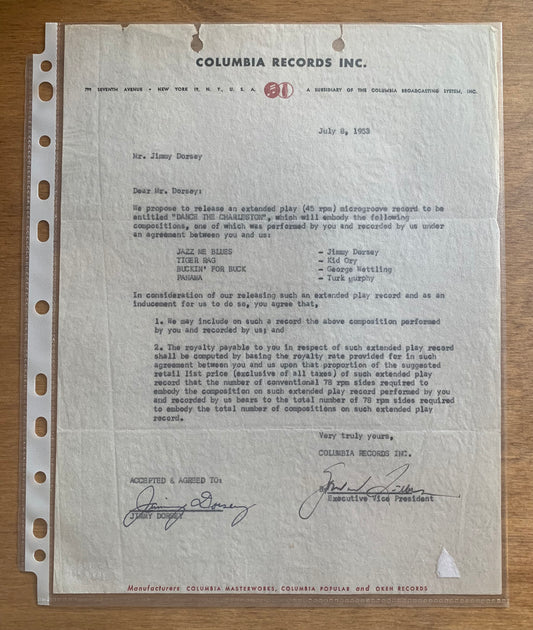 COLUMBIA RECORDS INC.
799 SEVENTH AVENUE • NEW YORK 19, N. Y., U. S. A. A SUBSIDIARY OF THE COLUMBIA BROADCASTING SYSTEM, INC.
July 8, 1953
Mr. Jimmy Dorsey
Dear Mr. Dorsey:
We propose to release an extended play (45 rpm) microgroove record to be
entitled "DANCE THE CHARLESTON", which will embody the following
compositions, one of which was performed by you and recorded by us under
an agreement between you and us:
JAZZ ME BLUES - Jimmy Dorsey
TIGER RAG - Kid Ory
BUCKIN' FOR BUCK - George Wettling
PANAMA - Turk Murphy
In consideration of our releasing such an extended play record and as an
inducement for us to do so, you agree that,
1. We may include on such a record the above composition performed
by you and recorded by us; and
2. The royalty payable to you in respect of such extended play record
shall be computed by basing the royalty rate provided for in such
agreement between you and us upon that proportion of the suggested
retail list price (exclusive of all taxes) of such extended play
record that the number of conventional 78 rpm sides required to
embody the composition on such extended play record performed by you
and recorded by us bears to the total number of 78 rpm sides required
to embody the total number of compositions on such extended play
record.
Very truly yours,
COLUMBIA RECORDS INC.
ACCEPTED & AGREED TO:
Executive Vice President
Jimmy Dorsey
JIMMY DORSEY
Manufacturers COLUMBIA MASTERWORKS, COLUMBIA POPULAR and OKEH RECORDS